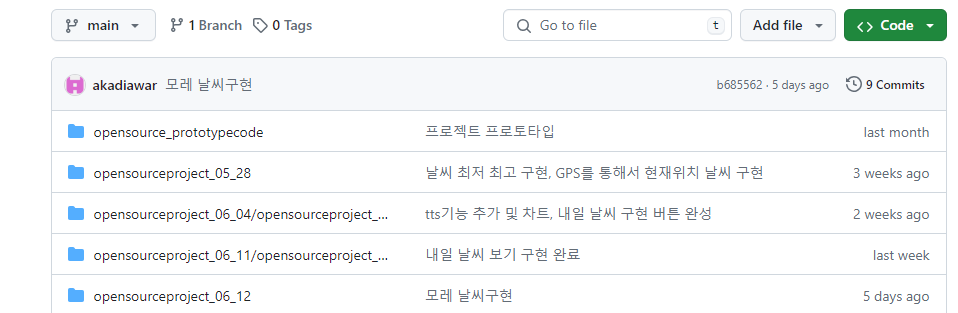 main 1 Branch 0 Tags Go to file t Add file Code
akadiawar 모레 날씨구현 b685562 · 5 days ago 9 Commits
opensource_prototypecode 프로젝트 프로토타입 last month
opensourceproject_05_28 날씨 최저 최고 구현, GPS를 통해서 현재위치 날씨 구현 3 weeks ago
opensourceproject_06_04/opensourceproject_... tts기능 추가 및 차트, 내일 날씨 구현 버튼 완성 2 weeks ago
opensourceproject_06_11/opensourceproject_... 내일 날씨 보기 구현 완료 last week
opensourceproject_06_12 모레 날씨구현 5 days ago